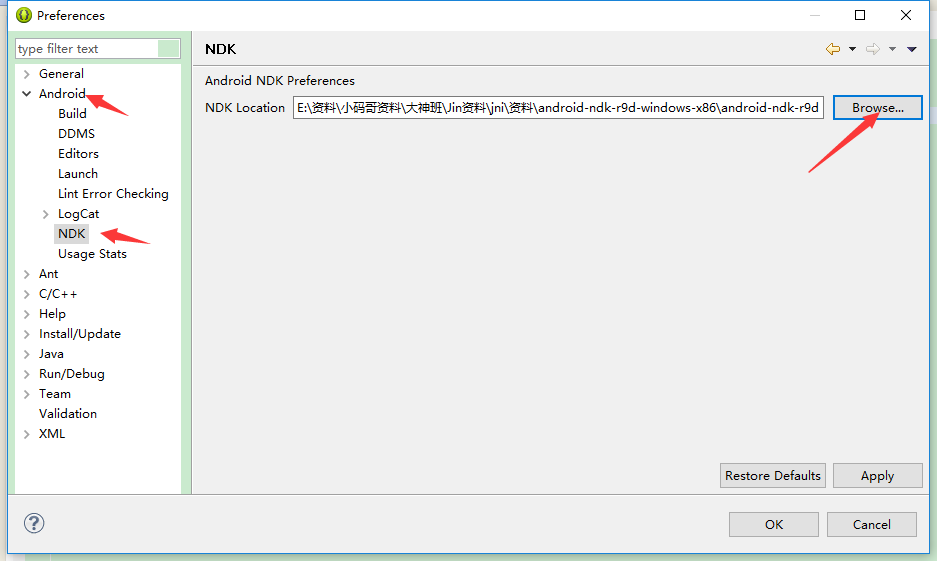 Preferences
type filter text
General
Android
Build
DDMS
Editors
Launch
Lint Error Checking
LogCat
NDK
Usage Stats
Ant
C/C++
Help
Install/Update
Java
Run/Debug
Team
Validation
XML
NDK
Android NDK Preferences
NDK Location E:\资料\小码哥资料\大神班\Jin资料\jni\资料\android-ndk-r9d-windows-x86\android-ndk-r9d Browse...
Restore Defaults Apply
? OK Cancel